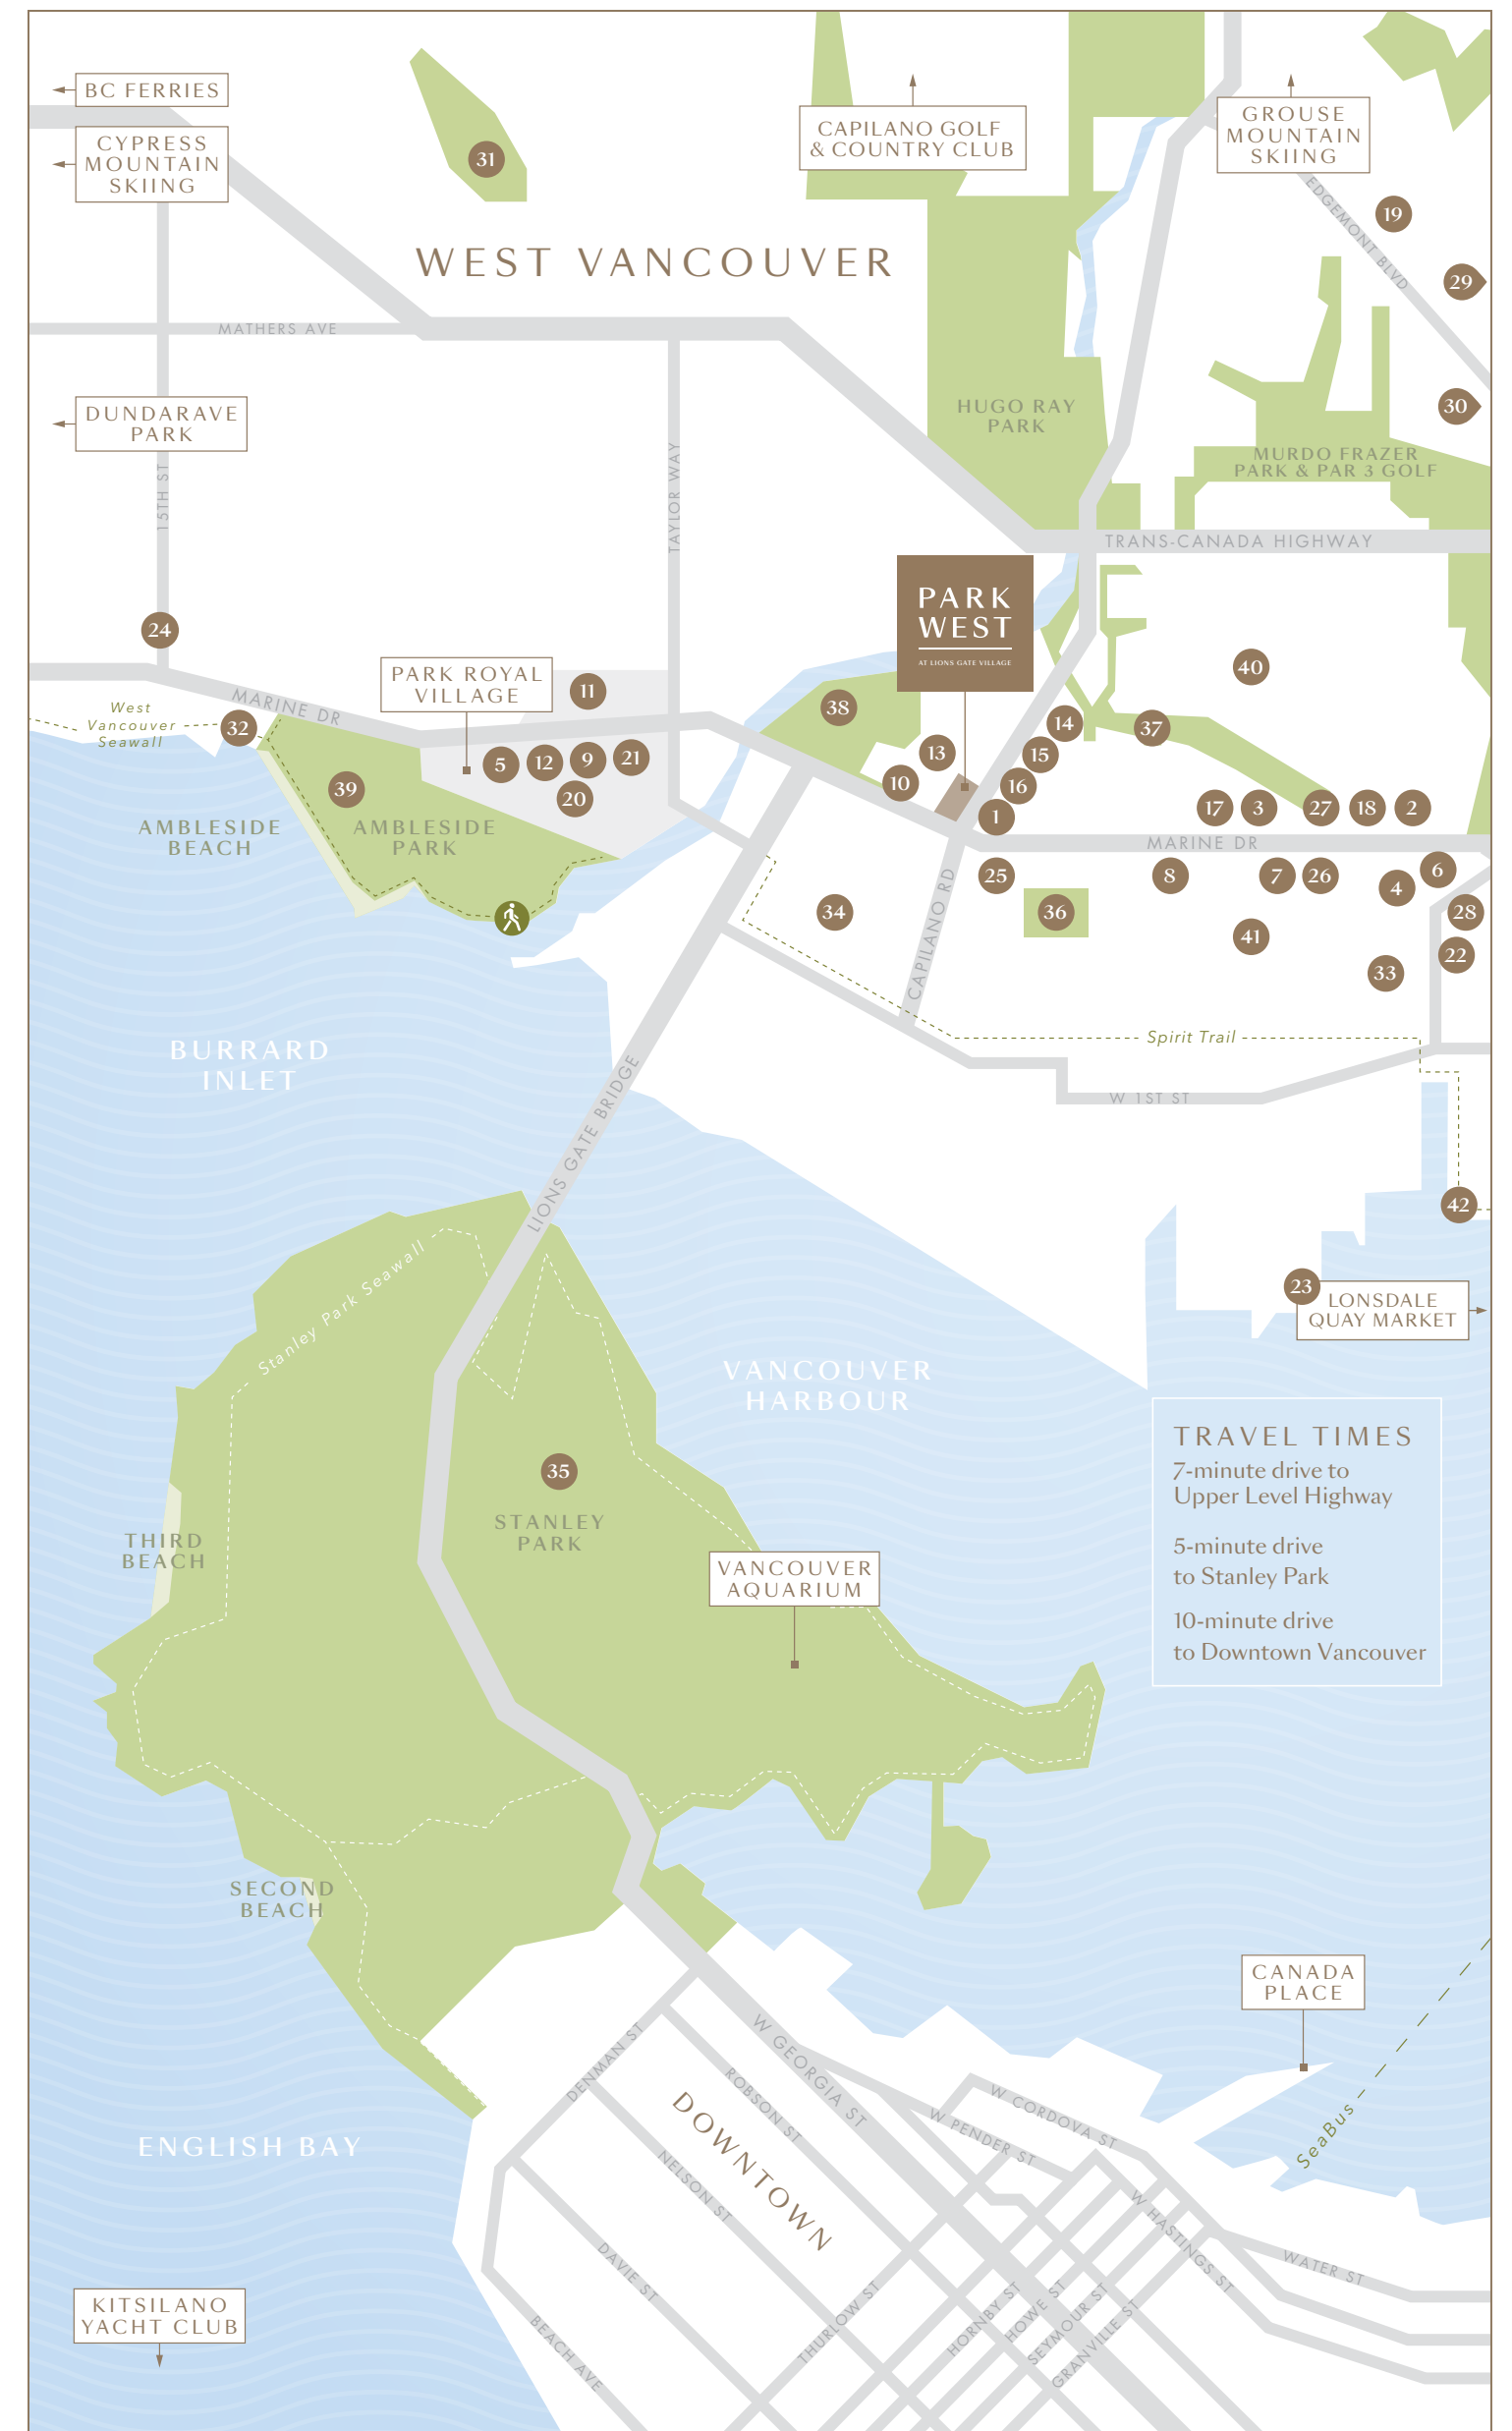 BC FERRIES
CYPRESS
MOUNTAIN
SKIING
31
CAPILANO GOLF
& COUNTRY CLUB
GROUSE
MOUNTAIN
SKIING
EDGEMONT BLVD
19
29
WEST VANCOUVER
MATHERS AVE
DUNDARAVE
PARK
15TH ST
TAYLOR WAY
HUGO RAY
PARK
30
MURDO FRAZER
PARK & PAR 3 GOLF
TRANS-CANADA HIGHWAY
PARK
WEST
AT LIONS GATE VILLAGE
24
PARK ROYAL
VILLAGE
11
40
West
Vancouver
Seawall
32
MARINE DR
38
14
37
5
12
9
21
20
13
15
10
16
1
39
17
3
27
18
2
AMBLESIDE
BEACH
AMBLESIDE
PARK
MARINE DR
25
8
7
26
4
6
34
CAPILANO RD
36
28
41
22
33
Spirit Trail
BURRARD
INLET
W 1ST ST
LIONS GATE BRIDGE
42
23
LONSDALE
QUAY MARKET
Stanley Park Seawall
VANCOUVER
HARBOUR
TRAVEL TIMES
7-minute drive to
Upper Level Highway
5-minute drive
to Stanley Park
10-minute drive
to Downtown Vancouver
35
STANLEY
PARK
THIRD
BEACH
VANCOUVER
AQUARIUM
SECOND
BEACH
CANADA
PLACE
SeaBus
ENGLISH BAY
DENMAN ST
W GEORGIA ST
ROBSON ST
DOWNTOWN
NELSON ST
W CORDOVA ST
W PENDER ST
W HASTINGS ST
WATER ST
DAVIE ST
BEACH AVE
THURLOW ST
HORNBY ST
HOWE ST
SEYMOUR ST
GRANVILLE ST
KITSILANO
YACHT CLUB